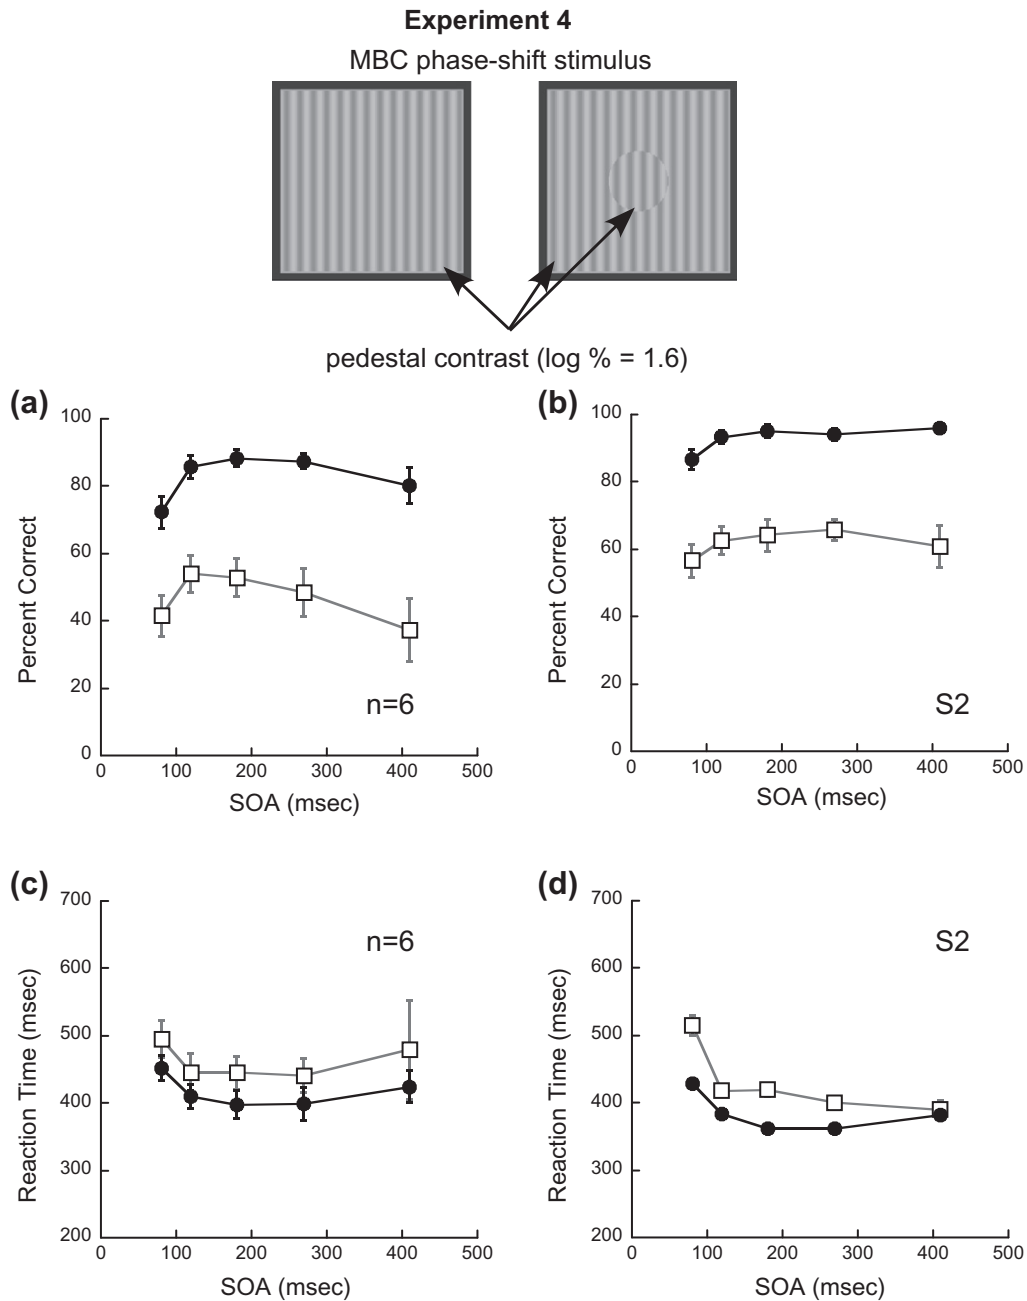 Experiment 4
MBC phase-shift stimulus
pedestal contrast (log % = 1.6)
(a)
100
80
60
40
20
0
Percent Correct
n=6
0 100 200 300 400 500
SOA (msec)
(b)
100
80
60
40
20
0
Percent Correct
S2
0 100 200 300 400 500
SOA (msec)
(c)
700
600
500
400
300
200
Reaction Time (msec)
n=6
0 100 200 300 400 500
SOA (msec)
(d)
700
600
500
400
300
200
Reaction Time (msec)
S2
0 100 200 300 400 500
SOA (msec)